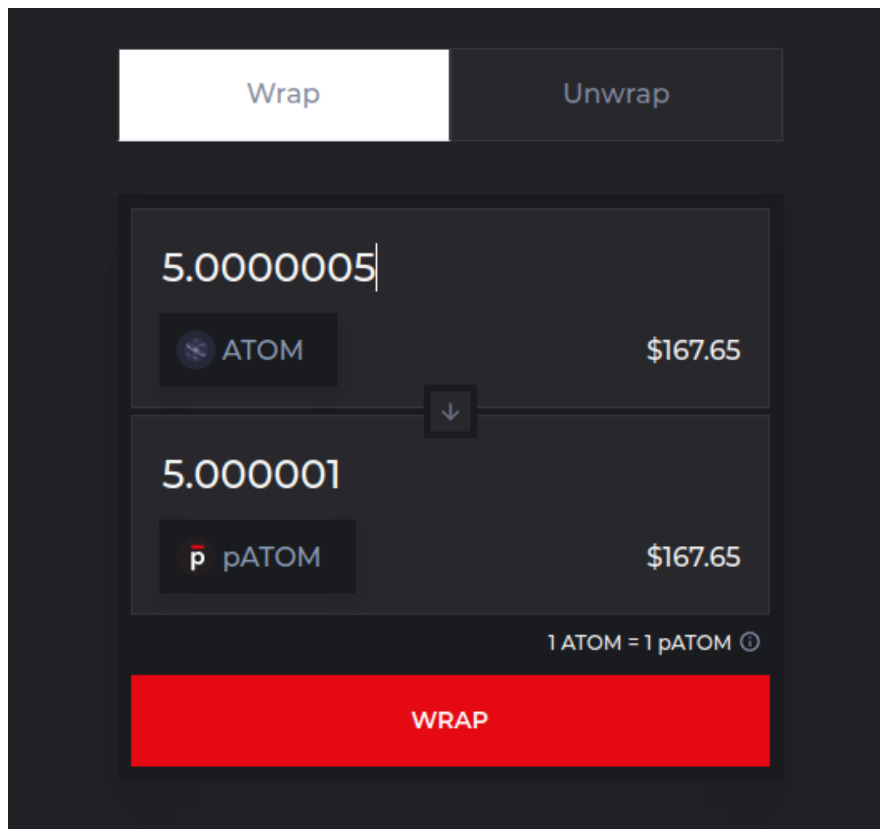 Wrap Unwrap
5.0000005
ATOM $167.65
5.000001
p pATOM $167.65
1 ATOM = 1 pATOM
WRAP